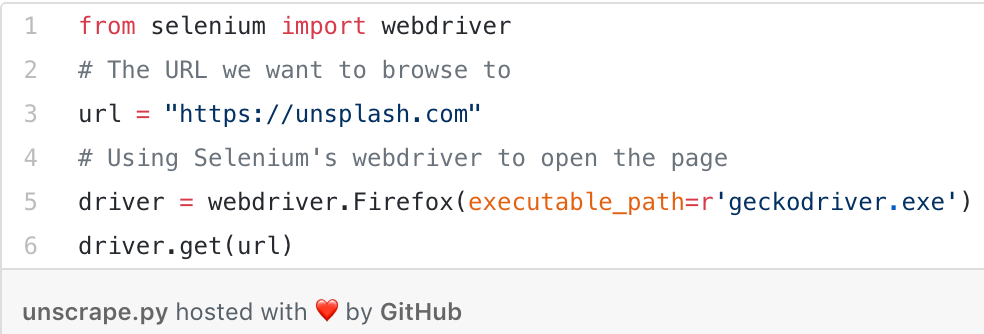 1 from selenium import webdriver
2 # The URL we want to browse to
3 url = "https://unsplash.com"
4 # Using Selenium's webdriver to open the page
5 driver = webdriver.Firefox(executable_path=r'geckodriver.exe')
6 driver.get(url)
unscrape.py hosted with ❤ by GitHub